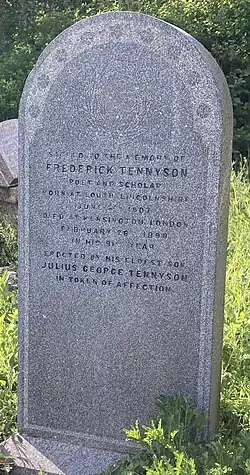 SACRED TO THE MEMORY OF
FREDERICK TENNYSON
POET AND SCHOLAR
BORN AT LOUTH LINCOLNSHIRE
JUNE 5 1807
DIED AT KENSINGTON LONDON
FEBRUARY 26 1898
IN HIS 91ST YEAR
ERECTED BY HIS ELDEST SON
JULIUS GEORGE TENNYSON
IN TOKEN OF AFFECTION